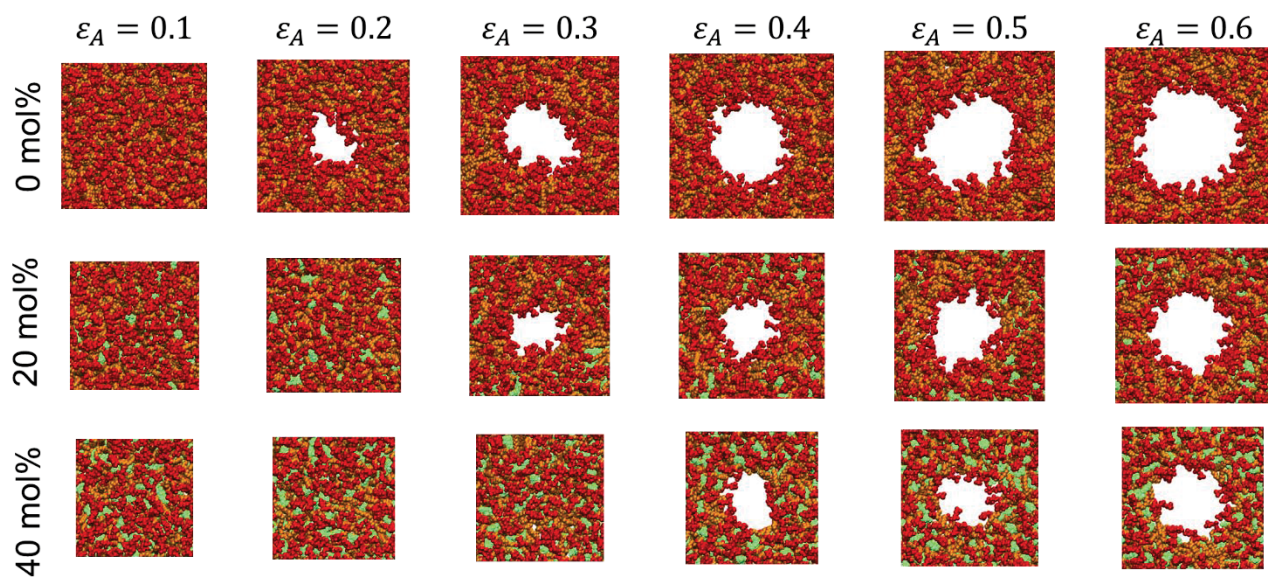 ε_A = 0.1 ε_A = 0.2 ε_A = 0.3 ε_A = 0.4 ε_A = 0.5 ε_A = 0.6
0 mol%
20 mol%
40 mol%